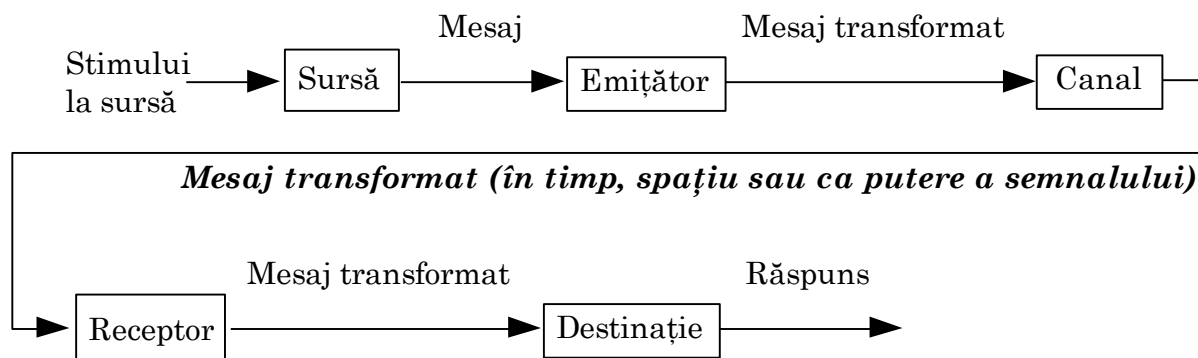 Mesaj
Mesaj transformat
Stimului
la sursă
Sursă
Emițător
Canal
Mesaj transformat (în timp, spațiu sau ca putere a semnalului)
Mesaj transformat
Răspuns
Receptor
Destinație